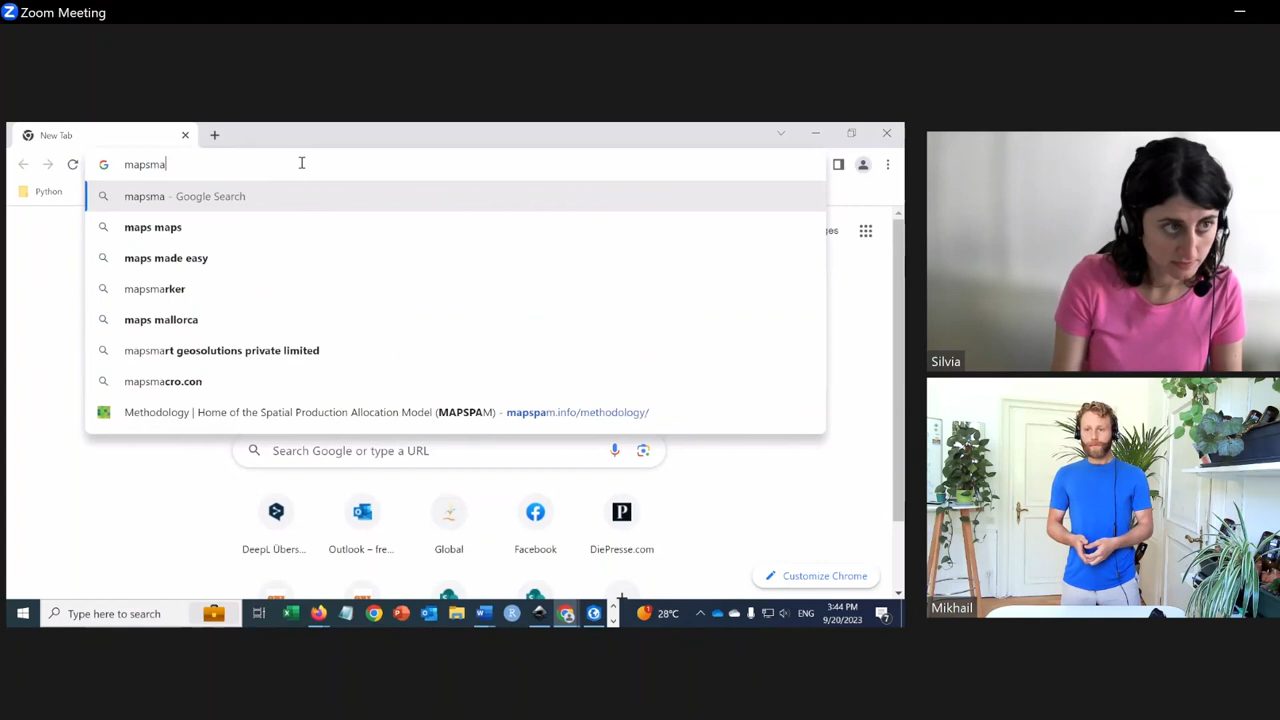 Zoom Meeting
New Tab
mapsma
Python
mapsma - Google Search
maps maps
maps made easy
mapsmarker
maps mallorca
mapsmart geosolutions private limited
mapsmacro.con
Methodology | Home of the Spatial Production Allocation Model (MAPSPAM) - mapspam.info/methodology/
ges
Search Google or type a URL
DeepL Übers...
Outlook – fre...
Global
Facebook
P
DiePresse.com
Customize Chrome
Type here to search
28°C
ENG
3:44 PM
9/20/2023
7
Silvia
Mikhail